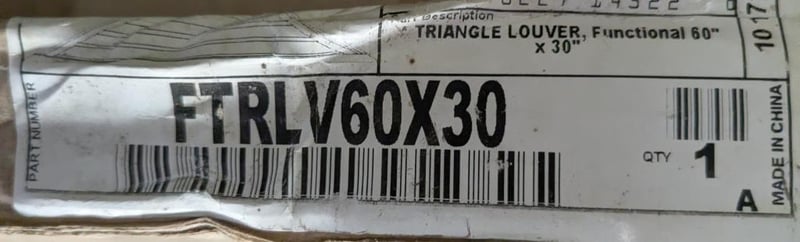 Part Description
TRIANGLE LOUVER, Functional 60"
x 30"
1017
PART NUMBER
FTRLV60X30
QTY 1
A
MADE IN CHINA